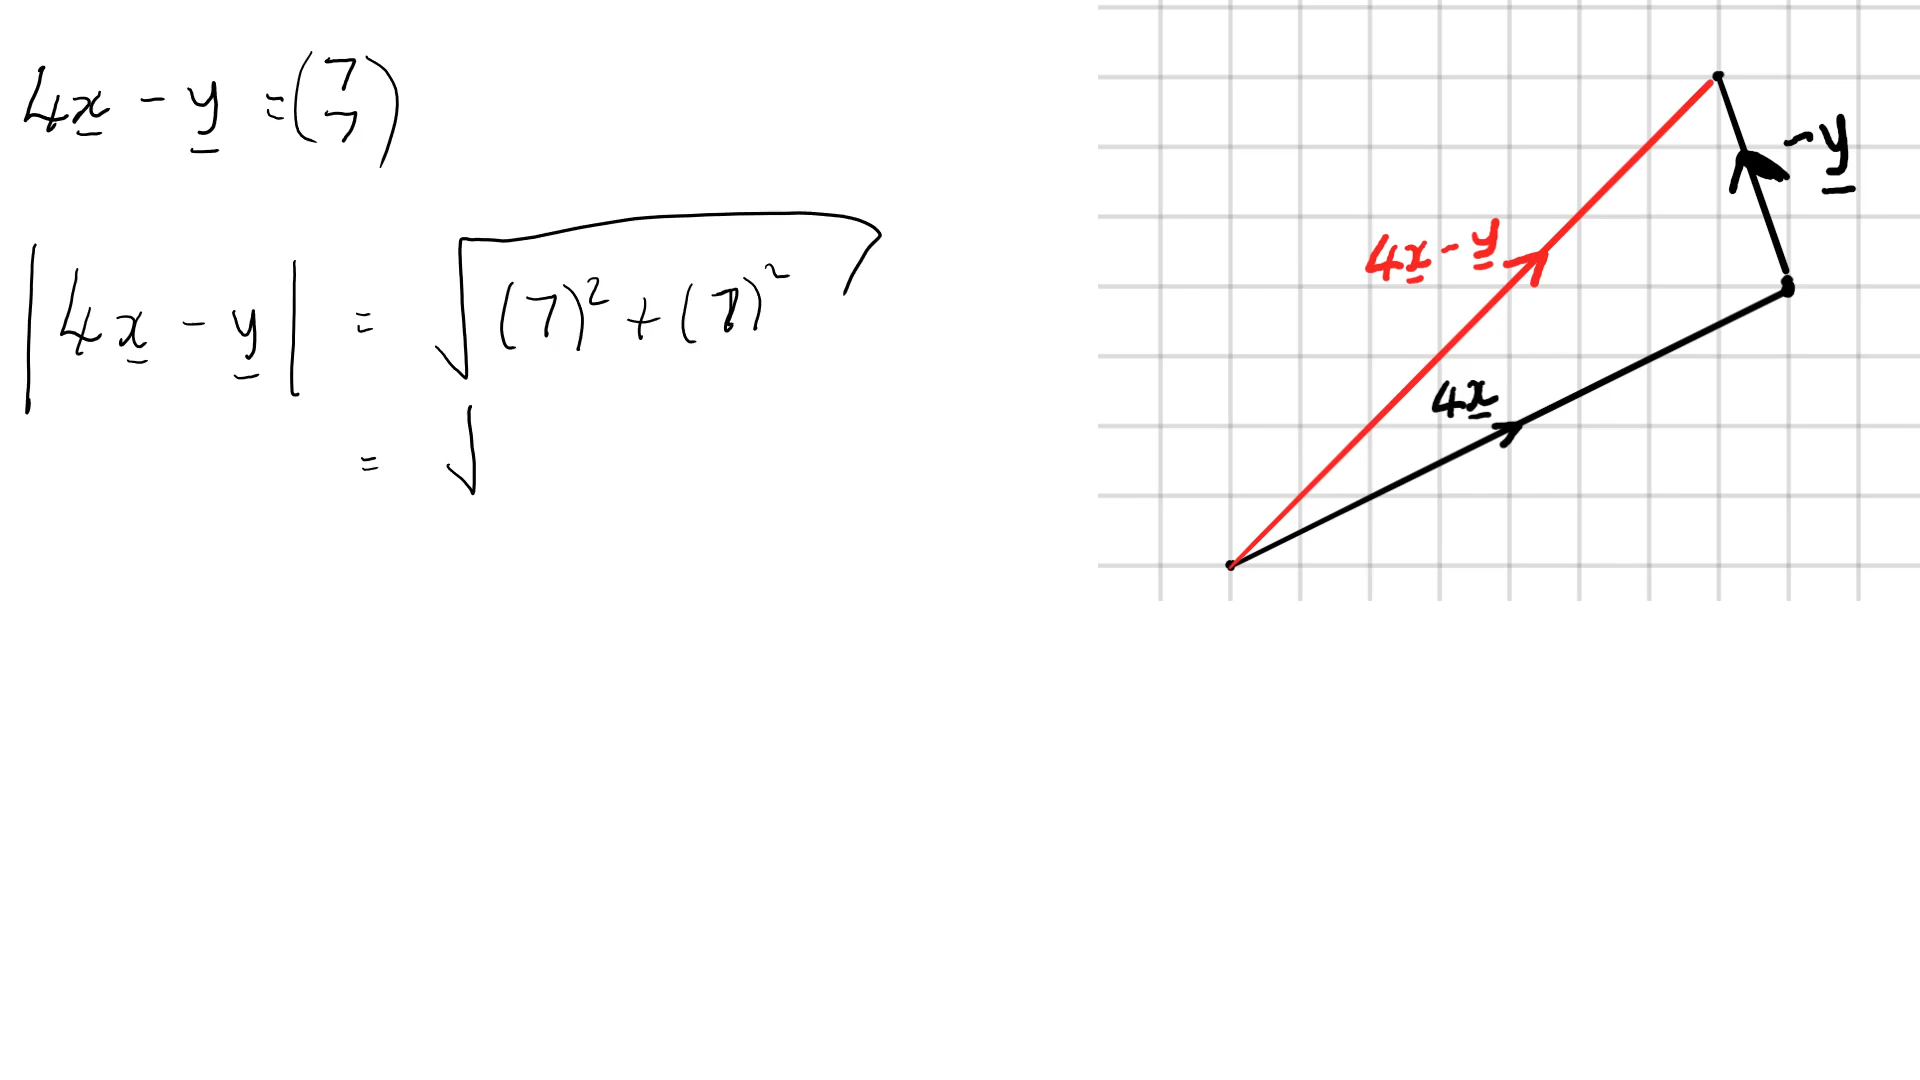 4x - y = (7 7)
|4x - y| = √((7)² + (7)²)
= √
4x - y
- y
4x